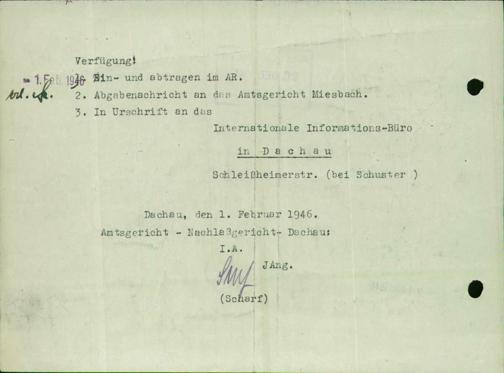 Verfügung!
- 1. Feb. 1946
1. Ein- und abtragen im AR.
2. Abgabenachricht an das Amtsgericht Miesbach.
3. In Urschrift an das
Internationale Informations-Büro
in Dachau
Schleißheimerstr. (bei Schuster )
Dachau, den 1. Februar 1946.
Amtsgericht - Nachlaßgericht- Dachau:
I.A.
JAng.
(Scharf)